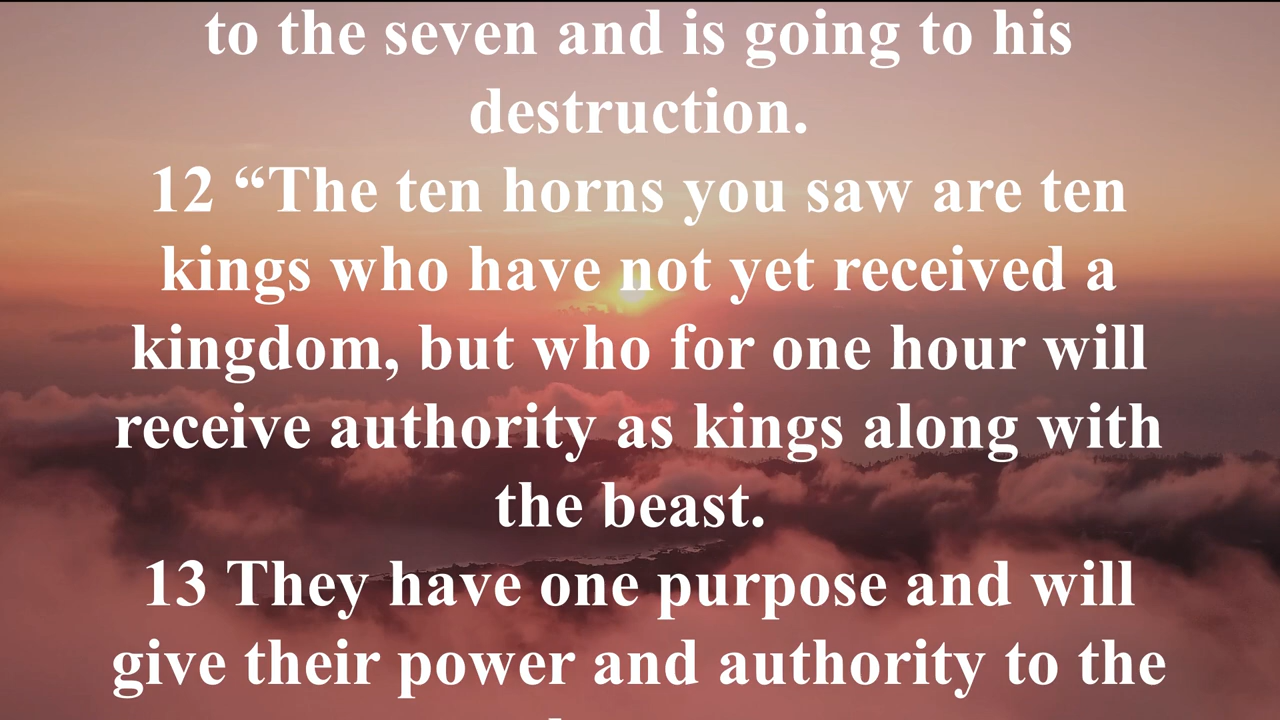 to the seven and is going to his
destruction.
12 “The ten horns you saw are ten
kings who have not yet received a
kingdom, but who for one hour will
receive authority as kings along with
the beast.
13 They have one purpose and will
give their power and authority to the